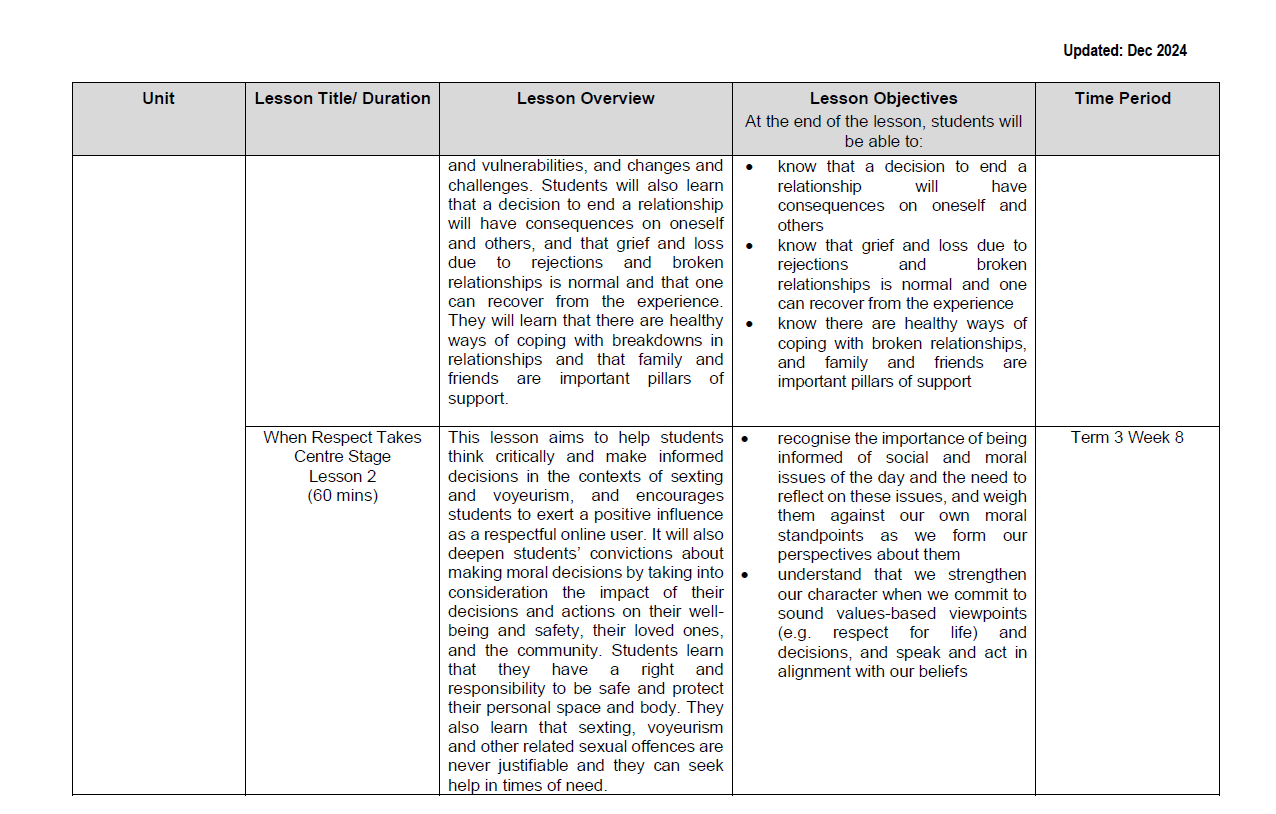 Updated: Dec 2024
Unit
Lesson Title/ Duration
Lesson Overview
Lesson Objectives
At the end of the lesson, students will
be able to:
Time Period
and vulnerabilities, and changes and
challenges. Students will also learn
that a decision to end a relationship
will have consequences on oneself
and others, and that grief and loss
due to rejections and broken
relationships is normal and that one
can recover from the experience.
They will learn that there are healthy
ways of coping with breakdowns in
relationships and that family and
friends are important pillars of
support.
• know that a decision to end a
relationship will have
consequences on oneself and
others
• know that grief and loss due to
rejections and broken
relationships is normal and one
can recover from the experience
• know there are healthy ways of
coping with broken relationships,
and family and friends are
important pillars of support
When Respect Takes
Centre Stage
Lesson 2
(60 mins)
This lesson aims to help students
think critically and make informed
decisions in the contexts of sexting
and voyeurism, and encourages
students to exert a positive influence
as a respectful online user. It will also
deepen students’ convictions about
making moral decisions by taking into
consideration the impact of their
decisions and actions on their well-
being and safety, their loved ones,
and the community. Students learn
that they have a right and
responsibility to be safe and protect
their personal space and body. They
also learn that sexting, voyeurism
and other related sexual offences are
never justifiable and they can seek
help in times of need.
• recognise the importance of being
informed of social and moral
issues of the day and the need to
reflect on these issues, and weigh
them against our own moral
standpoints as we form our
perspectives about them
• understand that we strengthen
our character when we commit to
sound values-based viewpoints
(e.g. respect for life) and
decisions, and speak and act in
alignment with our beliefs
Term 3 Week 8